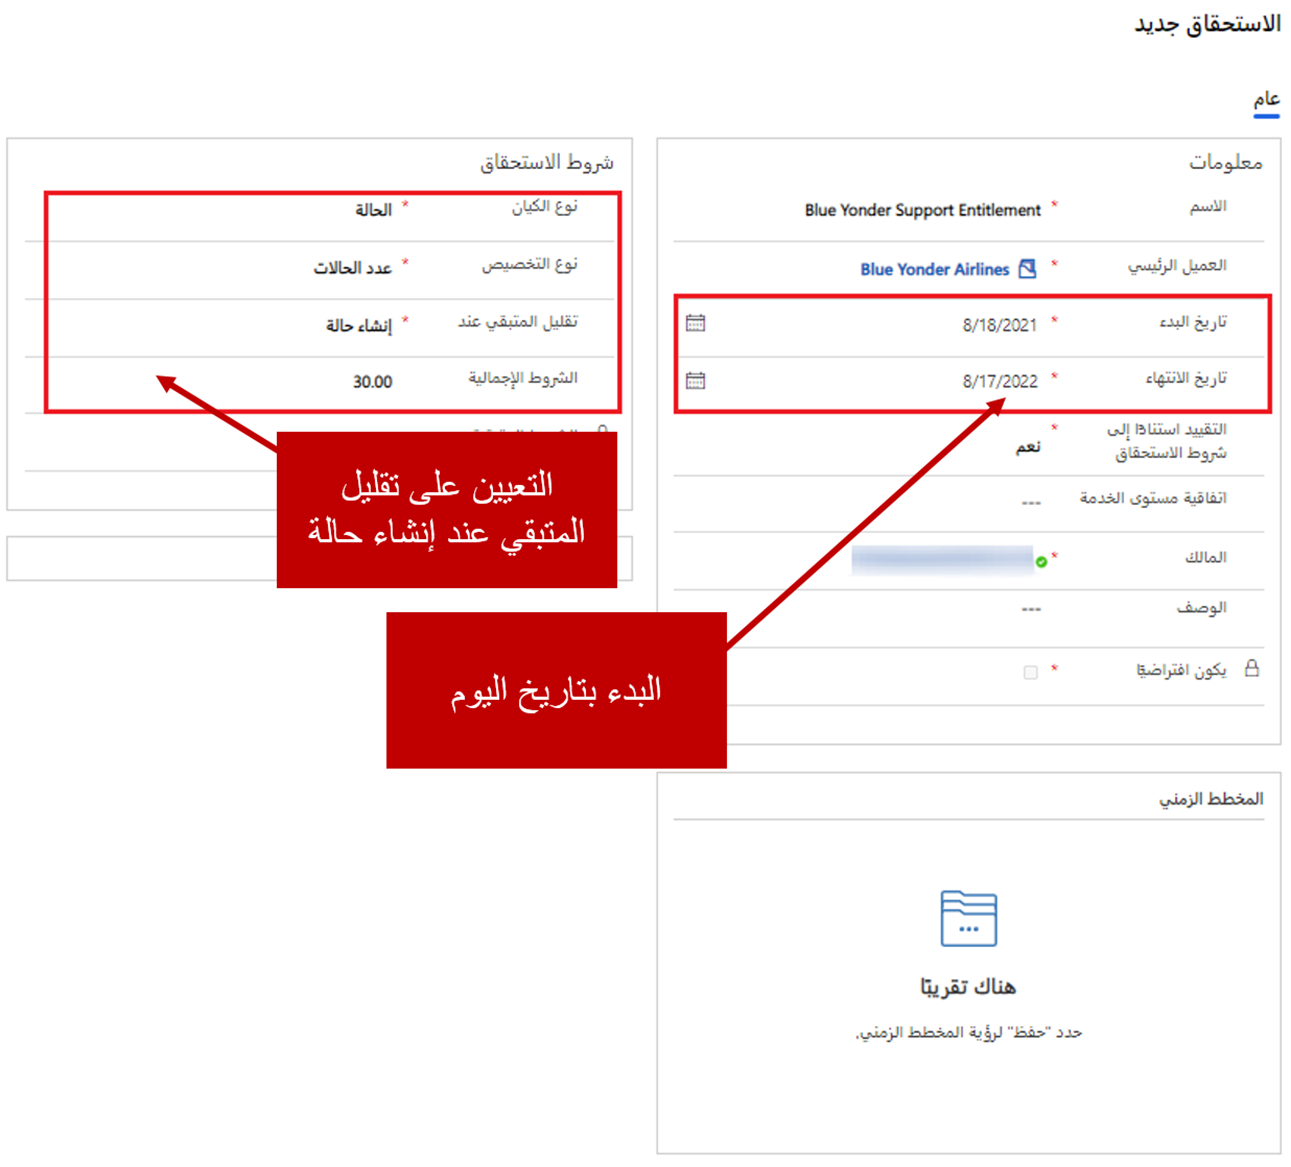 الاستحقاق جديد
عام
معلومات
الاسم * Blue Yonder Support Entitlement
العميل الرئيسي * Blue Yonder Airlines
تاريخ البدء * 8/18/2021
تاريخ الانتهاء * 8/17/2022
التقييد استنادًا إلى * نعم
شروط الاستحقاق
اتفاقية مستوى الخدمة ---
المالك *
الوصف ---
يكون افتراضيًا *
شروط الاستحقاق
نوع الكيان * الحالة
نوع التخصيص * عدد الحالات
تقليل المتبقي عند * إنشاء حالة
الشروط الإجمالية 30.00
التعيين على تقليل
المتبقي عند إنشاء حالة
البدء بتاريخ اليوم
المخطط الزمني
هناك تقريبًا
حدد "حفظ" لرؤية المخطط الزمني.